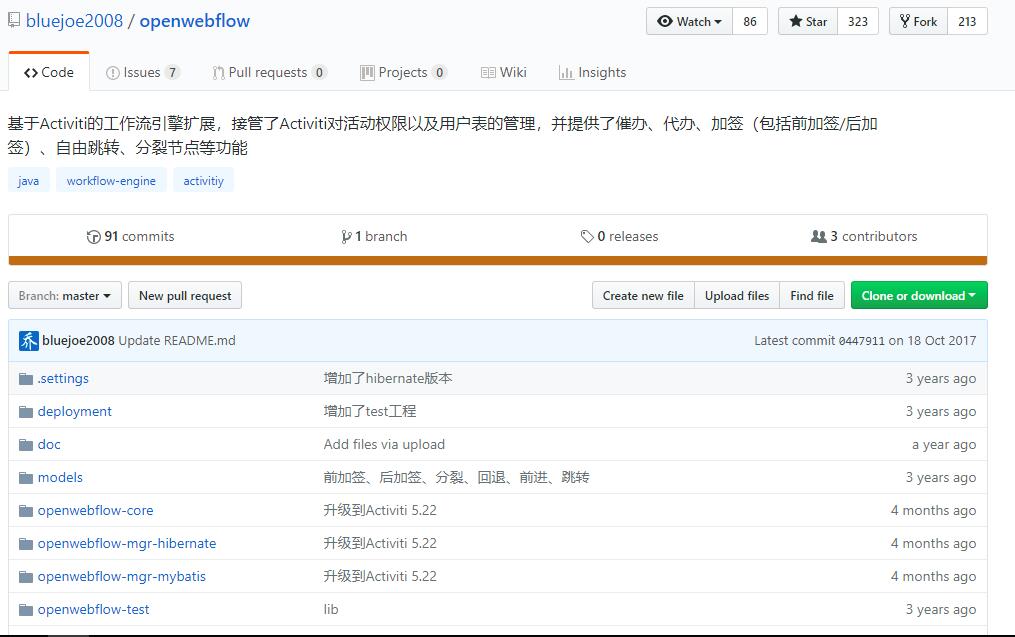 bluejoe2008 / openwebflow
Watch 86 Star 323 Fork 213
Code Issues 7 Pull requests 0 Projects 0 Wiki Insights
基于Activiti的工作流引擎扩展，接管了Activiti对活动权限以及用户表的管理，并提供了催办、代办、加签（包括前加签/后加
签）、自由跳转、分裂节点等功能
java workflow-engine activitiy
91 commits 1 branch 0 releases 3 contributors
Branch: master New pull request Create new file Upload files Find file Clone or download
乔 bluejoe2008 Update README.md Latest commit 0447911 on 18 Oct 2017
.settings 增加了hibernate版本 3 years ago
deployment 增加了test工程 3 years ago
doc Add files via upload a year ago
models 前加签、后加签、分裂、回退、前进、跳转 3 years ago
openwebflow-core 升级到Activiti 5.22 4 months ago
openwebflow-mgr-hibernate 升级到Activiti 5.22 4 months ago
openwebflow-mgr-mybatis 升级到Activiti 5.22 4 months ago
openwebflow-test lib 3 years ago